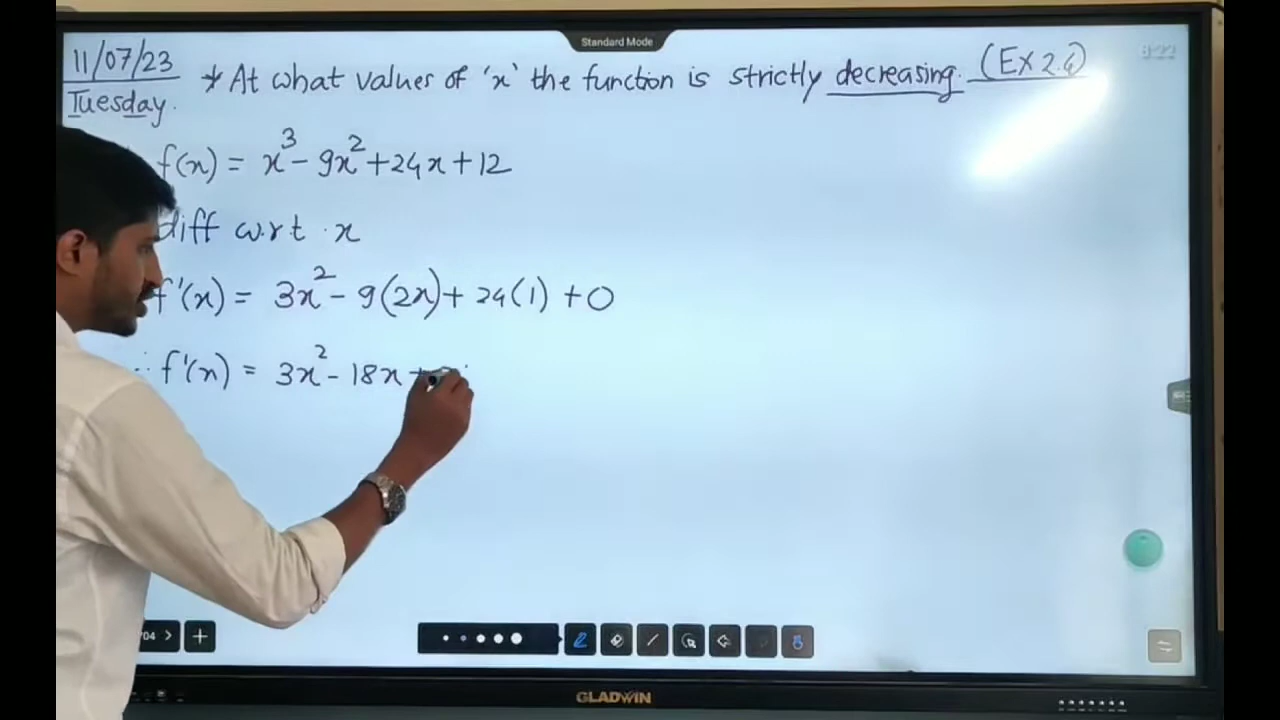 Standard Mode
11/07/23
Tuesday.
* At what values of 'x' the function is strictly decreasing. (EX 2.4)
f(x) = x³ - 9x² + 24x + 12
diff w.r.t. x
f'(x) = 3x² - 9(2x) + 24(1) + 0
∴ f'(x) = 3x² - 18x +
04 > +
GLADWIN